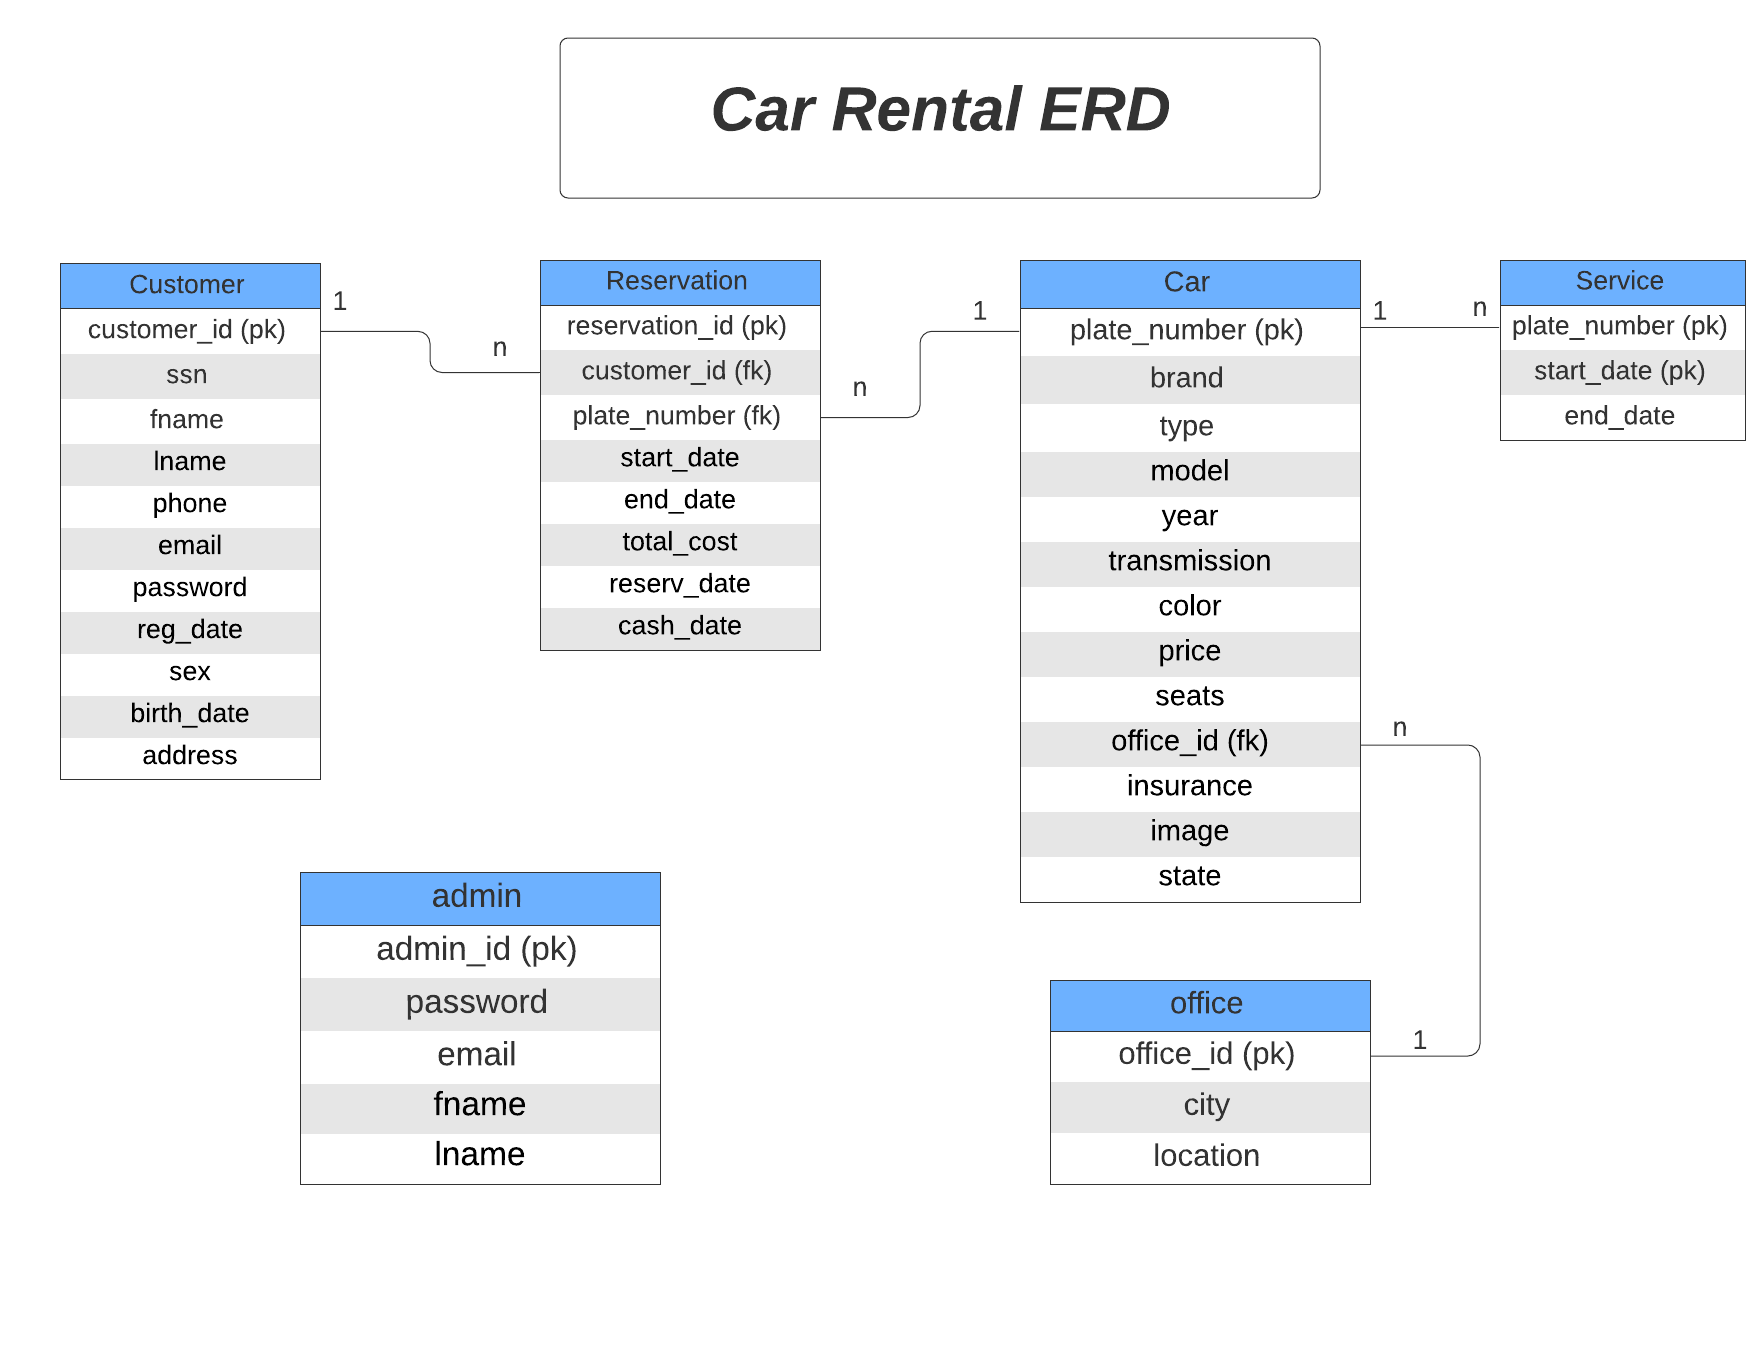 Car Rental ERD
Customer
customer_id (pk)
ssn
fname
lname
phone
email
password
reg_date
sex
birth_date
address
1
n
Reservation
reservation_id (pk)
customer_id (fk)
plate_number (fk)
start_date
end_date
total_cost
reserv_date
cash_date
n
1
Car
plate_number (pk)
brand
type
model
year
transmission
color
price
seats
office_id (fk)
insurance
image
state
1
n
Service
plate_number (pk)
start_date (pk)
end_date
n
1
admin
admin_id (pk)
password
email
fname
lname
office
office_id (pk)
city
location